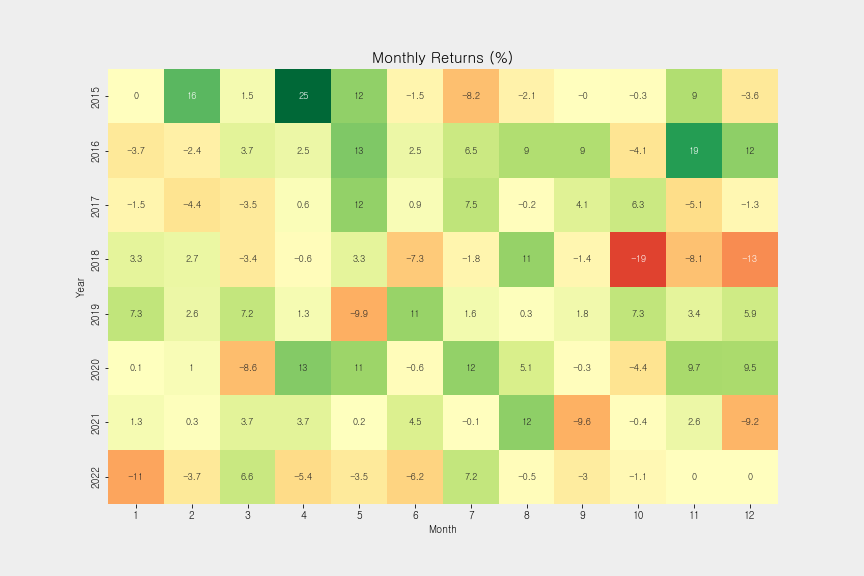 Monthly Returns (%)
Year
2015 0 16 1.5 25 12 −1.5 −8.2 −2.1 −0 −0.3 9 −3.6
2016 −3.7 −2.4 3.7 2.5 13 2.5 6.5 9 9 −4.1 19 12
2017 −1.5 −4.4 −3.5 0.6 12 0.9 7.5 −0.2 4.1 6.3 −5.1 −1.3
2018 3.3 2.7 −3.4 −0.6 3.3 −7.3 −1.8 11 −1.4 −19 −8.1 −13
2019 7.3 2.6 7.2 1.3 −9.9 11 1.6 0.3 1.8 7.3 3.4 5.9
2020 0.1 1 −8.6 13 11 −0.6 12 5.1 −0.3 −4.4 9.7 9.5
2021 1.3 0.3 3.7 3.7 0.2 4.5 −0.1 12 −9.6 −0.4 2.6 −9.2
2022 −11 −3.7 6.6 −5.4 −3.5 −6.2 7.2 −0.5 −3 −1.1 0 0
1 2 3 4 5 6 7 8 9 10 11 12
Month